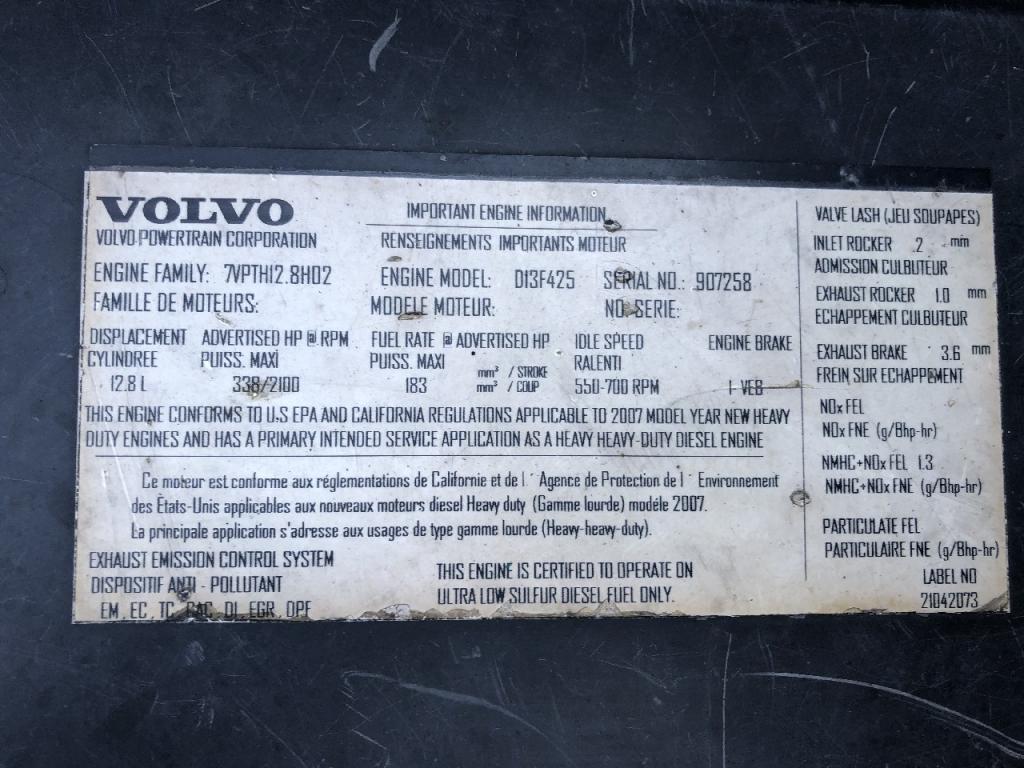 VOLVO
VOLVO POWERTRAIN CORPORATION
IMPORTANT ENGINE INFORMATION
RENSEIGNEMENTS IMPORTANTS MOTEUR
ENGINE FAMILY: 7VPTH12.8H02 ENGINE MODEL: D13F425 SERIAL NO.: 907258
FAMILLE DE MOTEURS: MODELE MOTEUR: NO. SERIE:
DISPLACEMENT ADVERTISED HP @ RPM FUEL RATE @ ADVERTISED HP IDLE SPEED ENGINE BRAKE
CYLINDREE PUISS. MAXI PUISS. MAXI RALENTI
mm³ / STROKE
12.8 L 338/2100 183 mm³ / COUP 550-700 RPM 1-VEB
THIS ENGINE CONFORMS TO U.S EPA AND CALIFORNIA REGULATIONS APPLICABLE TO 2007 MODEL YEAR NEW HEAVY
DUTY ENGINES AND HAS A PRIMARY INTENDED SERVICE APPLICATION AS A HEAVY HEAVY-DUTY DIESEL ENGINE
Ce moteur est conforme aux réglementations de Californie et de l ' Agence de Protection de l ' Environnement
des États-Unis applicables aux nouveaux moteurs diesel Heavy duty (Gamme lourde) modéle 2007.
La principale application s'adresse aux usages de type gamme lourde (Heavy-heavy-duty).
EXHAUST EMISSION CONTROL SYSTEM
DISPOSITIF ANTI - POLLUTANT
EM, EC, TC, CAC, DI, EGR, DPF
THIS ENGINE IS CERTIFIED TO OPERATE ON
ULTRA LOW SULFUR DIESEL FUEL ONLY.
VALVE LASH (JEU SOUPAPES)
INLET ROCKER .2 mm
ADMISSION CULBUTEUR
EXHAUST ROCKER 1.0 mm
ECHAPPEMENT CULBUTEUR
EXHAUST BRAKE 3.6 mm
FREIN SUR ECHAPPEMENT
NOx FEL
NOx FNE (g/Bhp-hr)
NMHC+NOx FEL 1.3
NMHC+NOx FNE (g/Bhp-hr)
PARTICULATE FEL
PARTICULAIRE FNE (g/Bhp-hr)
LABEL NO
21042073